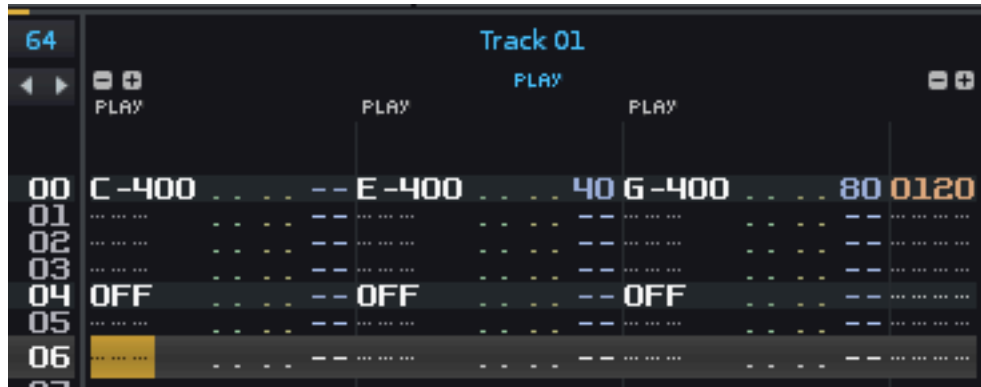 64 Track 01
PLAY
PLAY PLAY PLAY
00 C-400 . . . . -- E-400 . . . . 40 G-400 . . . . 80 0120
01 ... ... ... . . . . -- ... ... ... . . . . -- ... ... ... . . . . -- ... ... ... ...
02 ... ... ... . . . . -- ... ... ... . . . . -- ... ... ... . . . . -- ... ... ... ...
03 ... ... ... . . . . -- ... ... ... . . . . -- ... ... ... . . . . -- ... ... ... ...
04 OFF . . . . -- OFF . . . . -- OFF . . . . -- ... ... ... ...
05 ... ... ... . . . . -- ... ... ... . . . . -- ... ... ... . . . . -- ... ... ... ...
06 ... ... ... . . . . -- ... ... ... . . . . -- ... ... ... . . . . -- ... ... ... ...